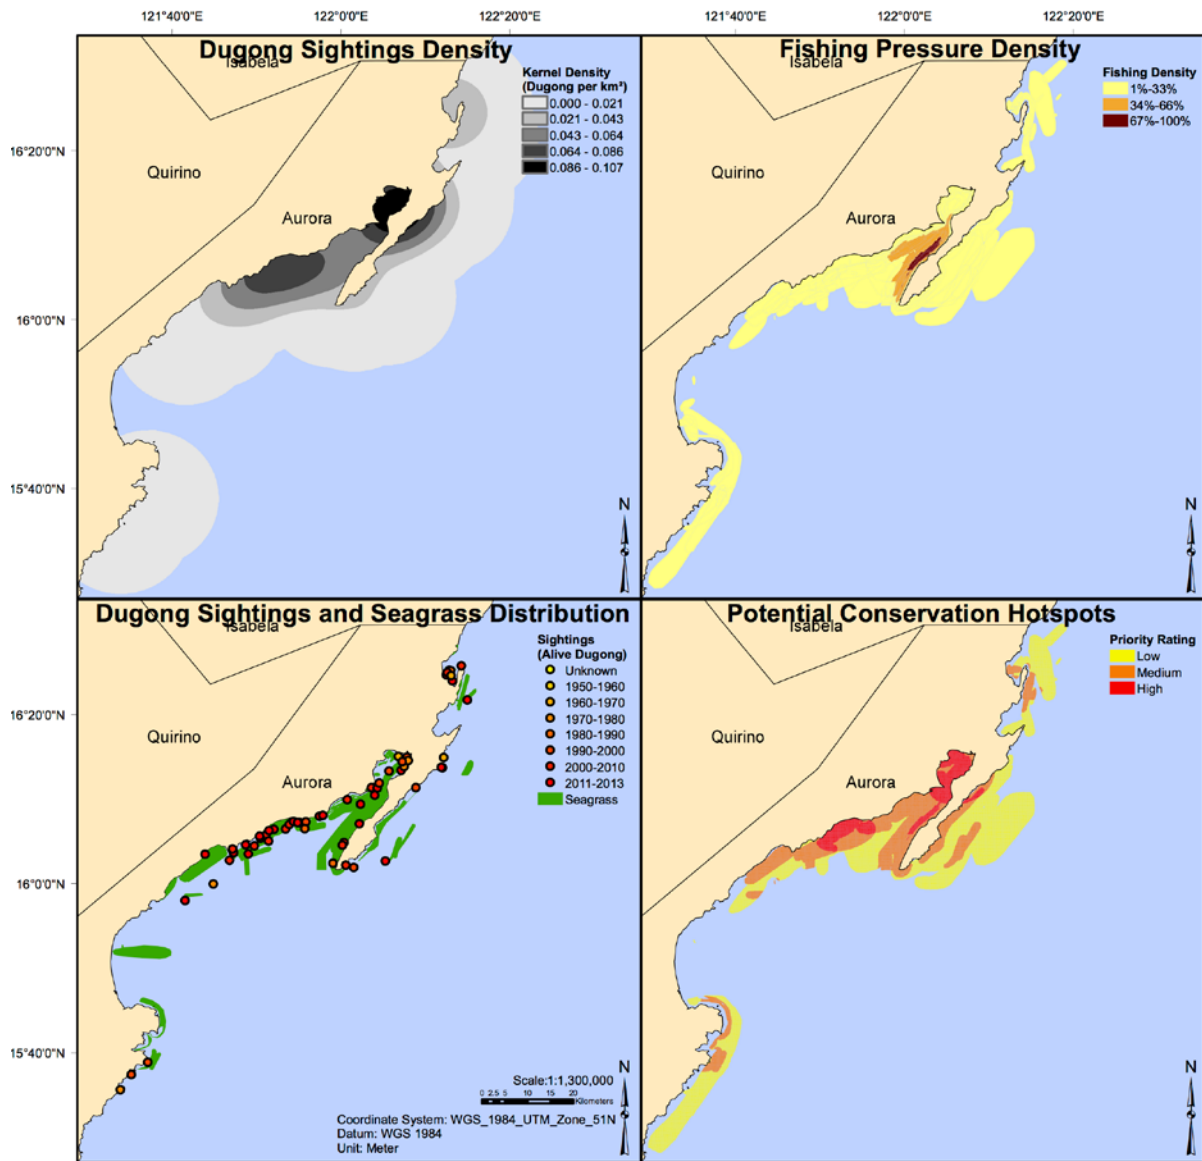 121°40'0"E 122°0'0"E 122°20'0"E
121°40'0"E 122°0'0"E 122°20'0"E
Dugong Sightings Density
Isabela
Kernel Density
(Dugong per km²)
0.000 - 0.021
0.021 - 0.043
0.043 - 0.064
0.064 - 0.086
0.086 - 0.107
16°20'0"N
Quirino
Aurora
16°0'0"N
15°40'0"N
N
Fishing Pressure Density
Isabela
Fishing Density
1%-33%
34%-66%
67%-100%
Quirino
Aurora
N
Dugong Sightings and Seagrass Distribution
Isabela
Sightings
(Alive Dugong)
Unknown
1950-1960
1960-1970
1970-1980
1980-1990
1990-2000
2000-2010
2011-2013
Seagrass
16°20'0"N
Quirino
Aurora
16°0'0"N
15°40'0"N
N
Scale:1:1,300,000
0 2.5 5 10 15 20
Kilometers
Coordinate System: WGS_1984_UTM_Zone_51N
Datum: WGS 1984
Unit: Meter
Potential Conservation Hotspots
Isabela
Priority Rating
Low
Medium
High
Quirino
Aurora
N